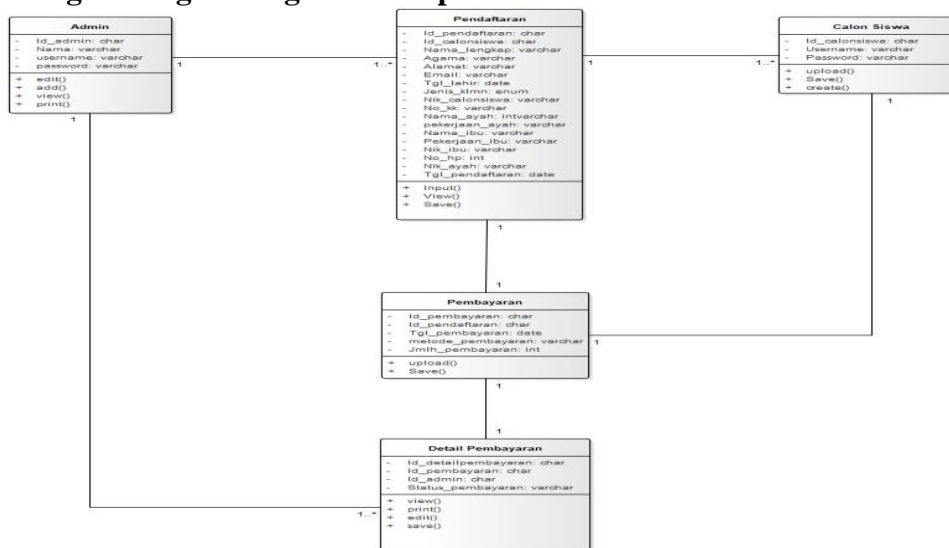 Admin
- Id_admin: char
- Nama: varchar
- username: varchar
- password: varchar
+ edit()
+ add()
+ view()
+ print()
1
1..*
1
Pendaftaran
- Id_pendaftaran: char
- Id_calonsiswa: char
- Nama_lengkap: varchar
- Agama: varchar
- Alamat: varchar
- Email: varchar
- Tgl_lahir: date
- Jenis_klmn: enum
- Nik_calonsiswa: varchar
- No_kk: varchar
- Nama_ayah: intvarchar
- pekerjaan_ayah: varchar
- Nama_ibu: varchar
- Pekerjaan_ibu: varchar
- Nik_ibu: varchar
- No_hp: int
- Nik_ayah: varchar
- Tgl_pendaftaran: date
+ Input()
+ View()
+ Save()
1
1..*
Calon Siswa
- Id_calonsiswa: char
- Username: varchar
- Password: varchar
+ upload()
+ Save()
+ create()
1
1
1
Pembayaran
- Id_pembayaran: char
- Id_pendaftaran: char
- Tgl_pembayaran: date
- metode_pembayaran: varchar
- Jmlh_pembayaran: int
+ upload()
+ Save()
1
1
1
Detail Pembayaran
- Id_detailpembayaran: char
- Id_pembayaran: char
- Id_admin: char
- Status_pembayaran: varchar
+ view()
+ print()
+ edit()
+ save()
1..*